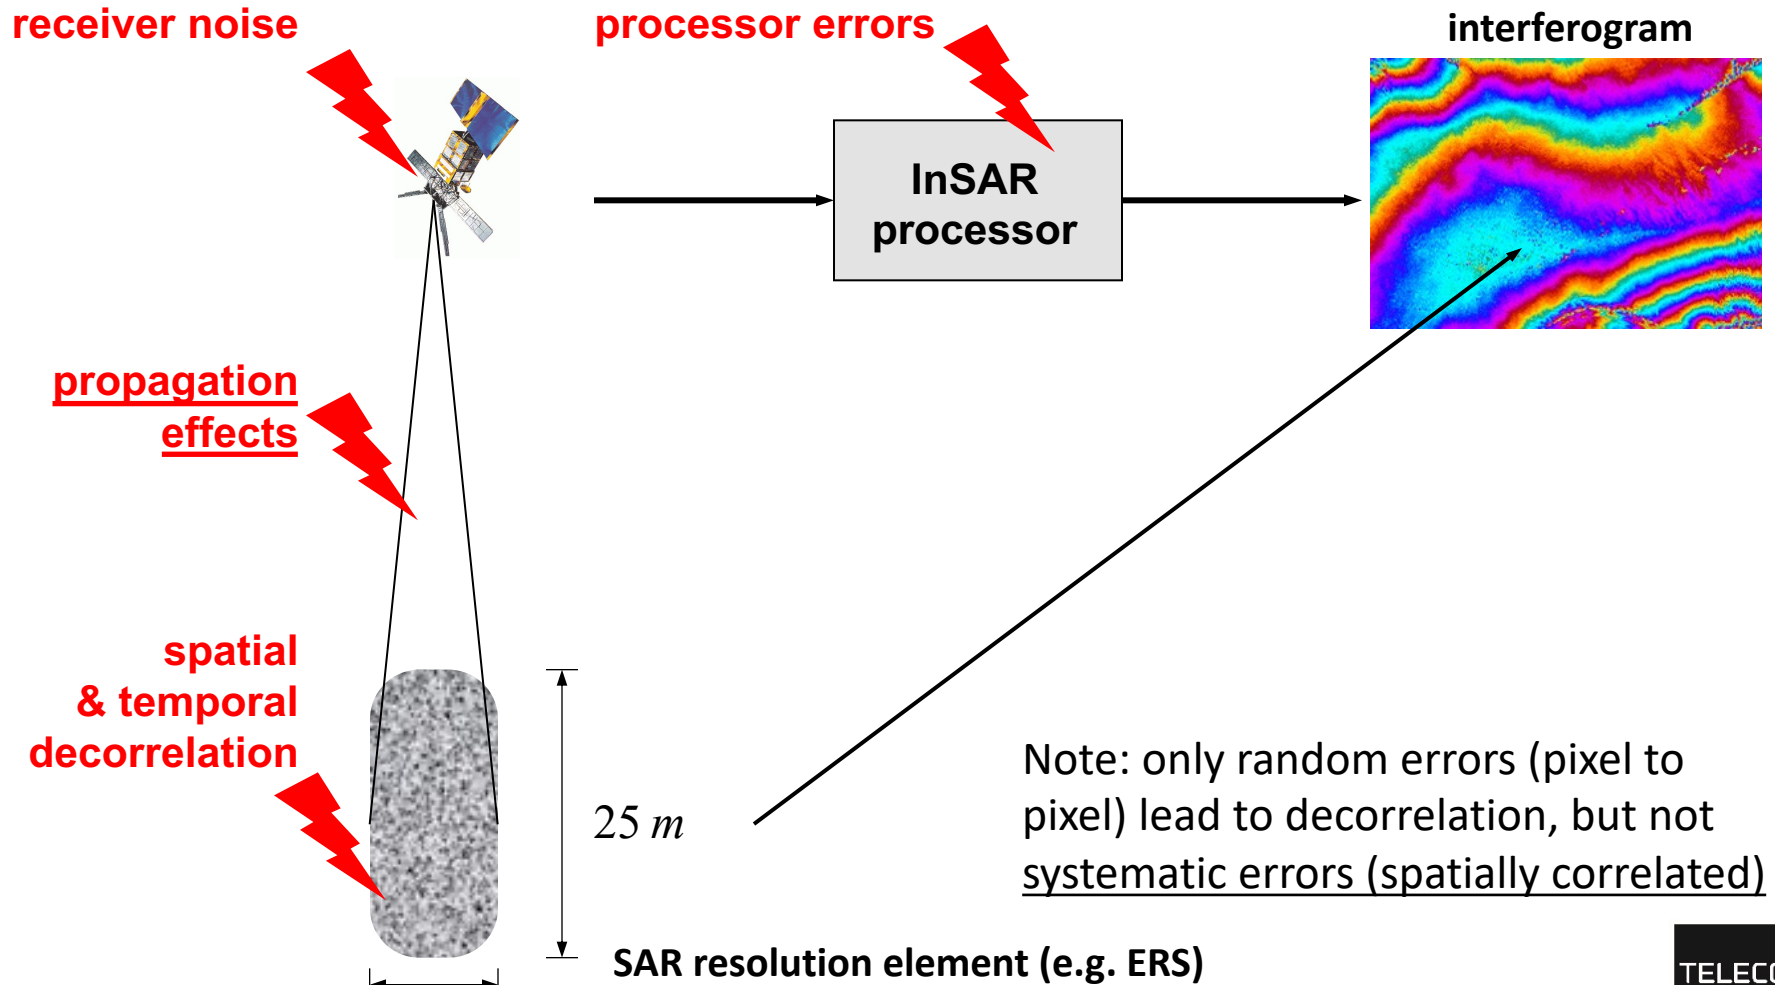 receiver noise
processor errors
interferogram
InSAR
processor
propagation
effects
spatial
& temporal
decorrelation
25 m
Note: only random errors (pixel to
pixel) lead to decorrelation, but not
systematic errors (spatially correlated)
SAR resolution element (e.g. ERS)